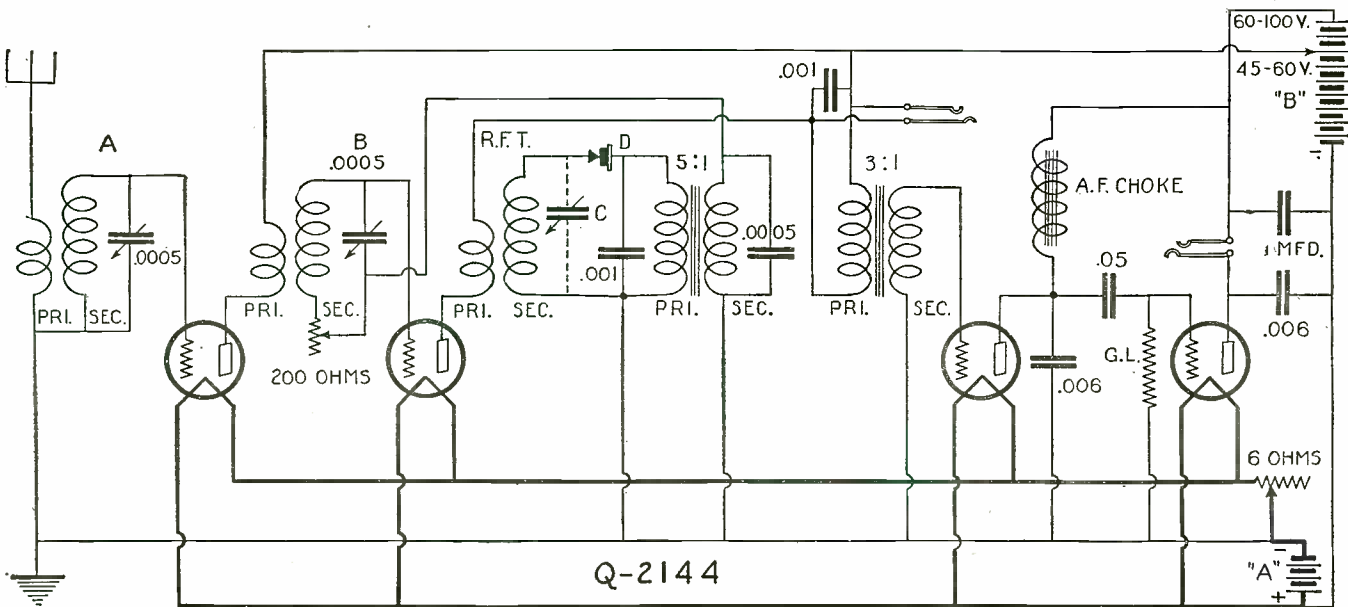 60-100 V.
45-60 V.
"B"
-
A
.0005
PRI.
SEC.
B
.0005
PRI.
SEC.
200 OHMS
R.F.T.
D
C
.001
PRI.
SEC.
5:1
.0005
PRI.
SEC.
.001
3:1
PRI.
SEC.
A.F. CHOKE
.05
.006
G.L.
1 MFD.
.006
6 OHMS
-
"A"
+
Q-2144